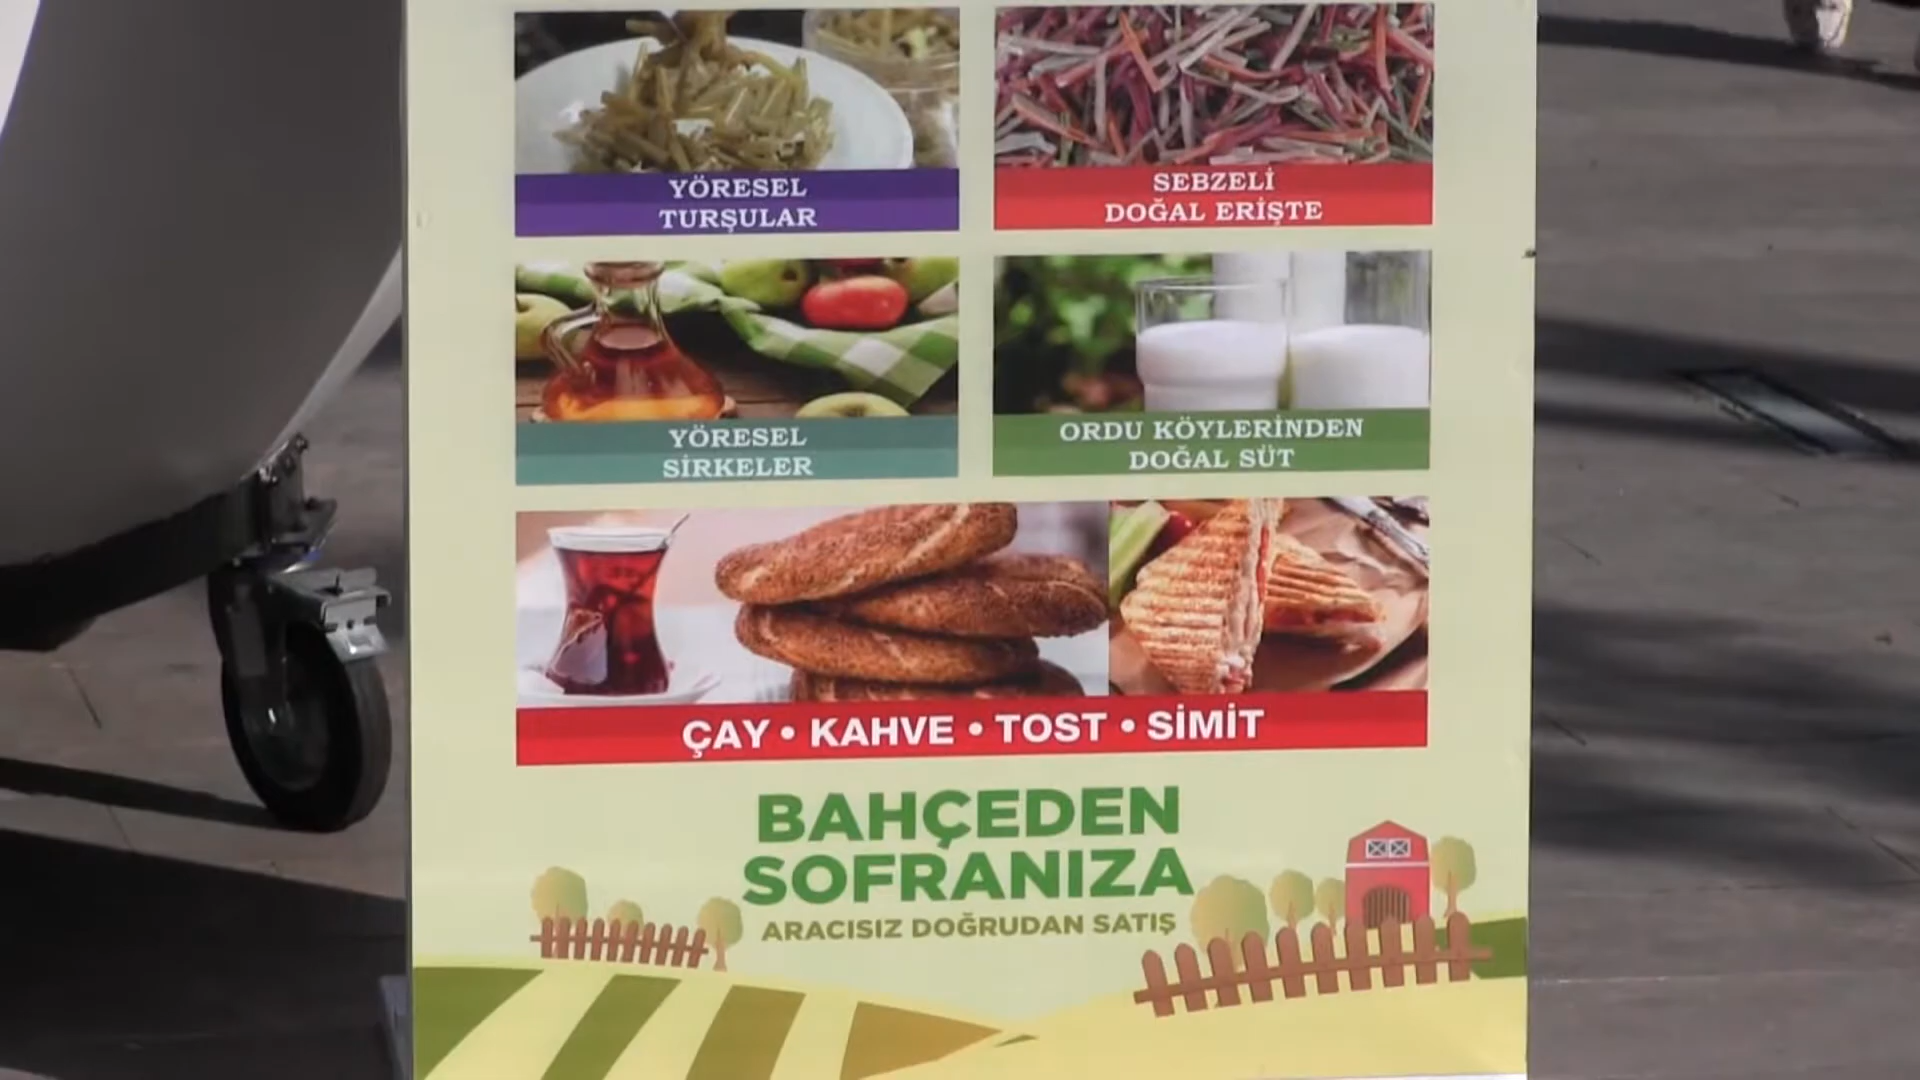 YÖRESEL
TURŞULAR
SEBZELİ
DOĞAL ERİŞTE
YÖRESEL
SİRKELER
ORDU KÖYLERİNDEN
DOĞAL SÜT
ÇAY • KAHVE • TOST • SİMİT
BAHÇEDEN
SOFRANIZA
ARACISIZ DOĞRUDAN SATIŞ